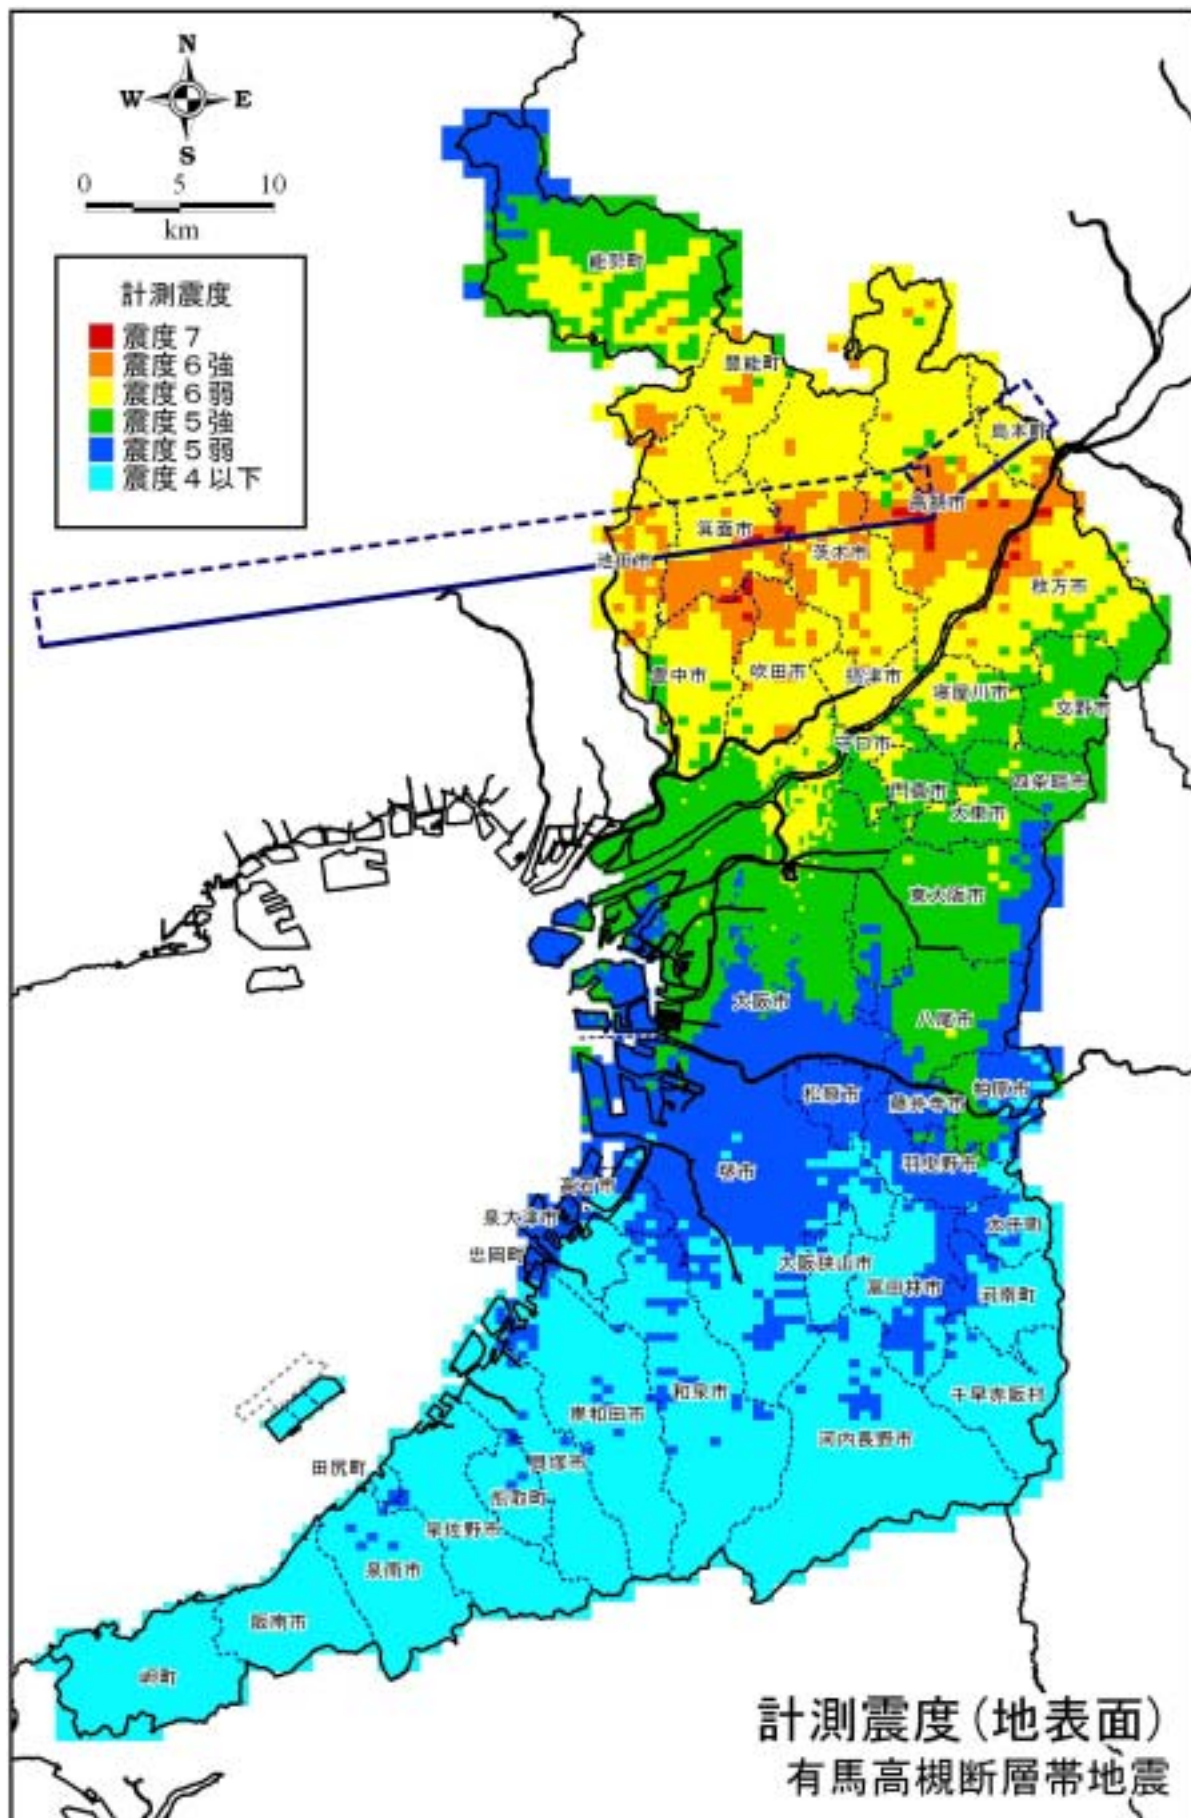 N
W E
S
0 5 10
km
計測震度
震度7
震度6強
震度6弱
震度5強
震度5弱
震度4以下
能勢町
豊能町
島本町
高槻市
箕面市
茨木市
池田市
枚方市
豊中市
吹田市
摂津市
寝屋川市
交野市
守口市
門真市
四条畷市
大東市
東大阪市
大阪市
八尾市
松原市
藤井寺市
柏原市
堺市
羽曳野市
高石市
泉大津市
太子町
忠岡町
大阪狭山市
富田林市
河南町
和泉市
千早赤阪村
岸和田市
河内長野市
貝塚市
田尻町
熊取町
泉佐野市
泉南市
阪南市
岬町
計測震度(地表面)
有馬高槻断層帯地震